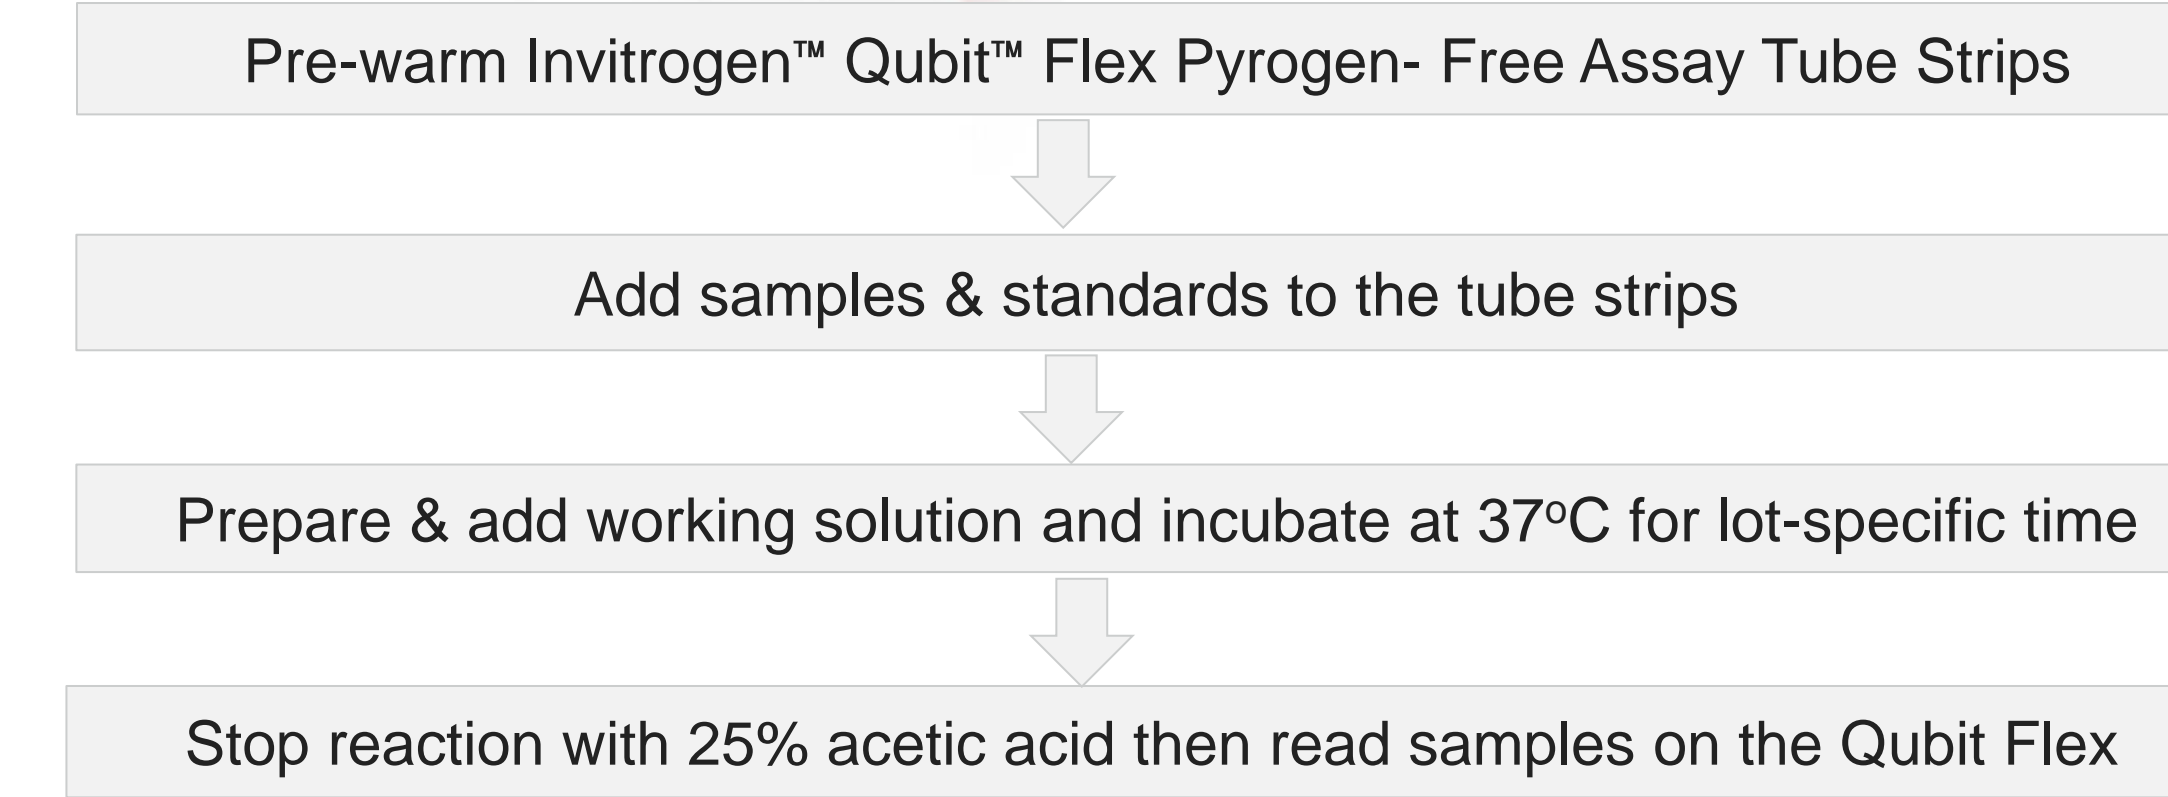 Pre-warm Invitrogen™ Qubit™ Flex Pyrogen- Free Assay Tube Strips
Add samples & standards to the tube strips
Prepare & add working solution and incubate at 37ºC for lot-specific time
Stop reaction with 25% acetic acid then read samples on the Qubit Flex